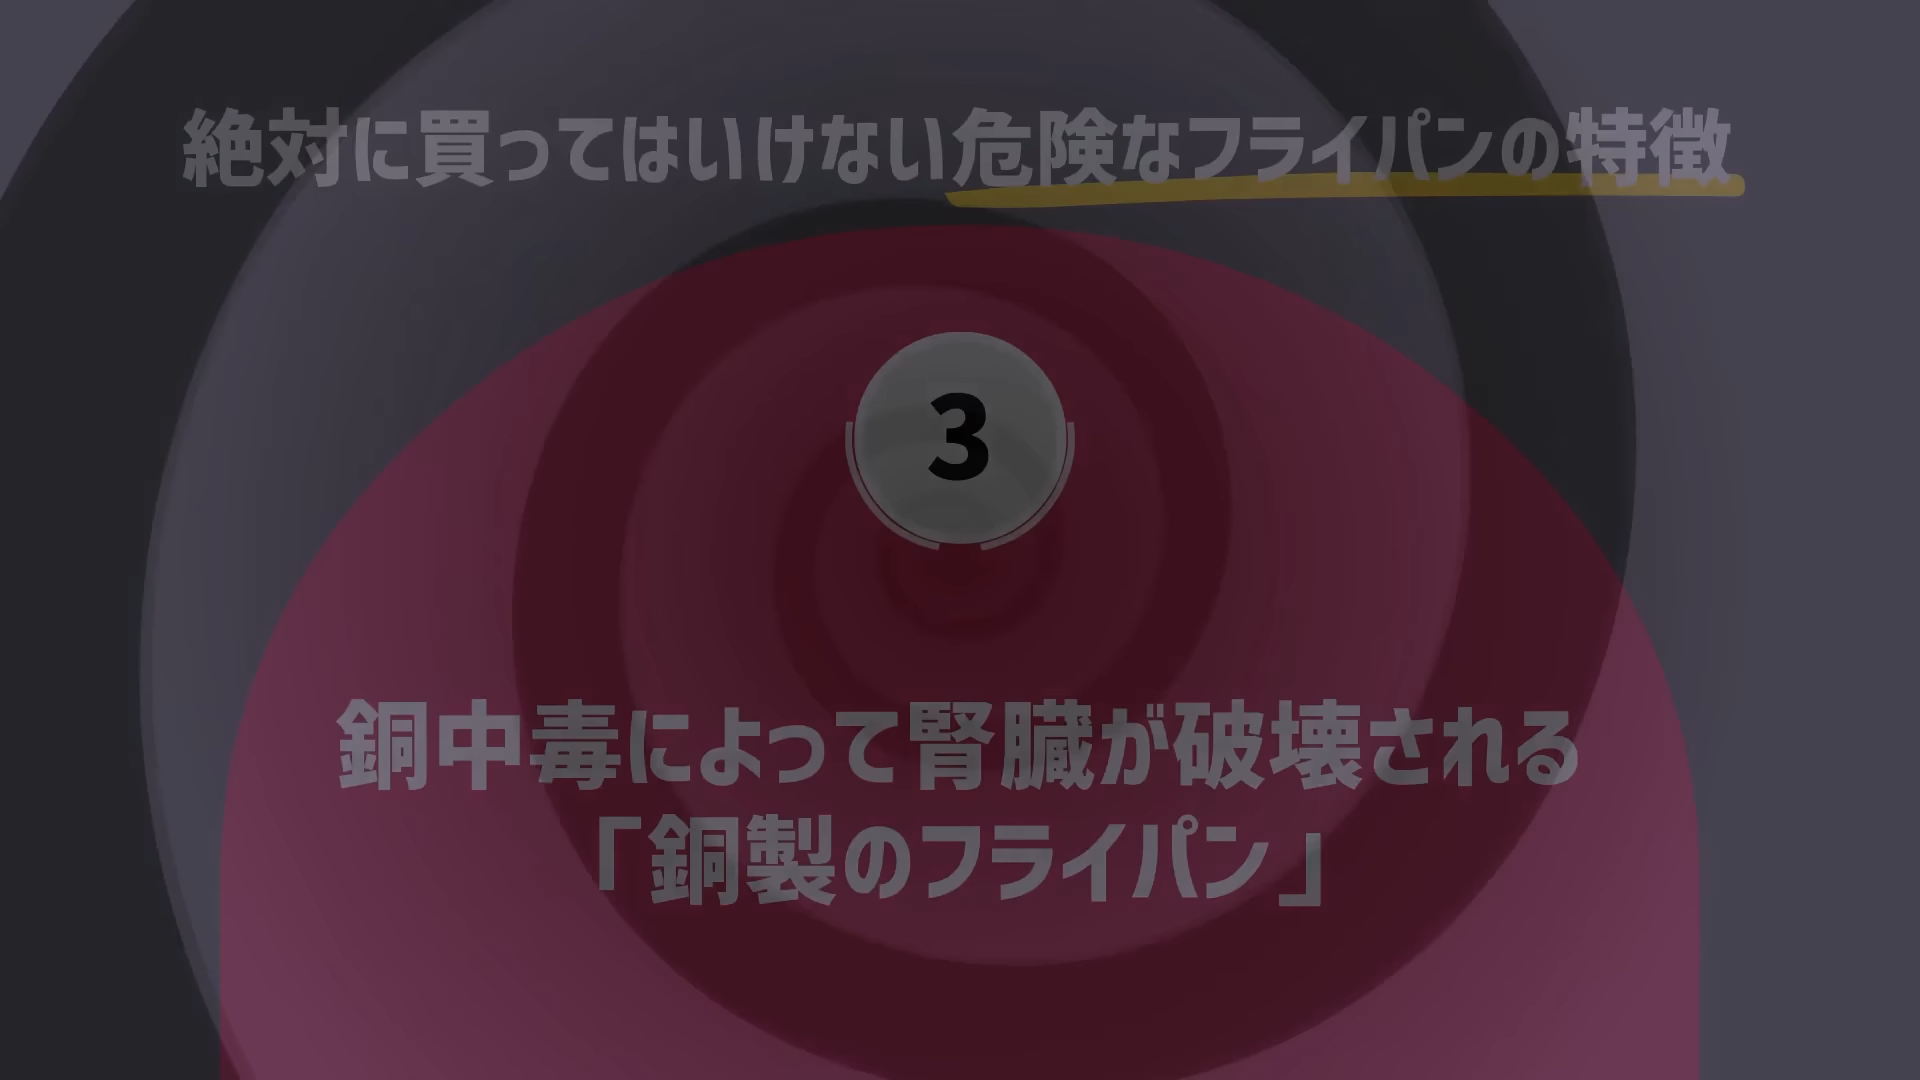 絶対に買ってはいけない危険なフライパンの特徴
3
銅中毒によって腎臓が破壊される
「銅製のフライパン」